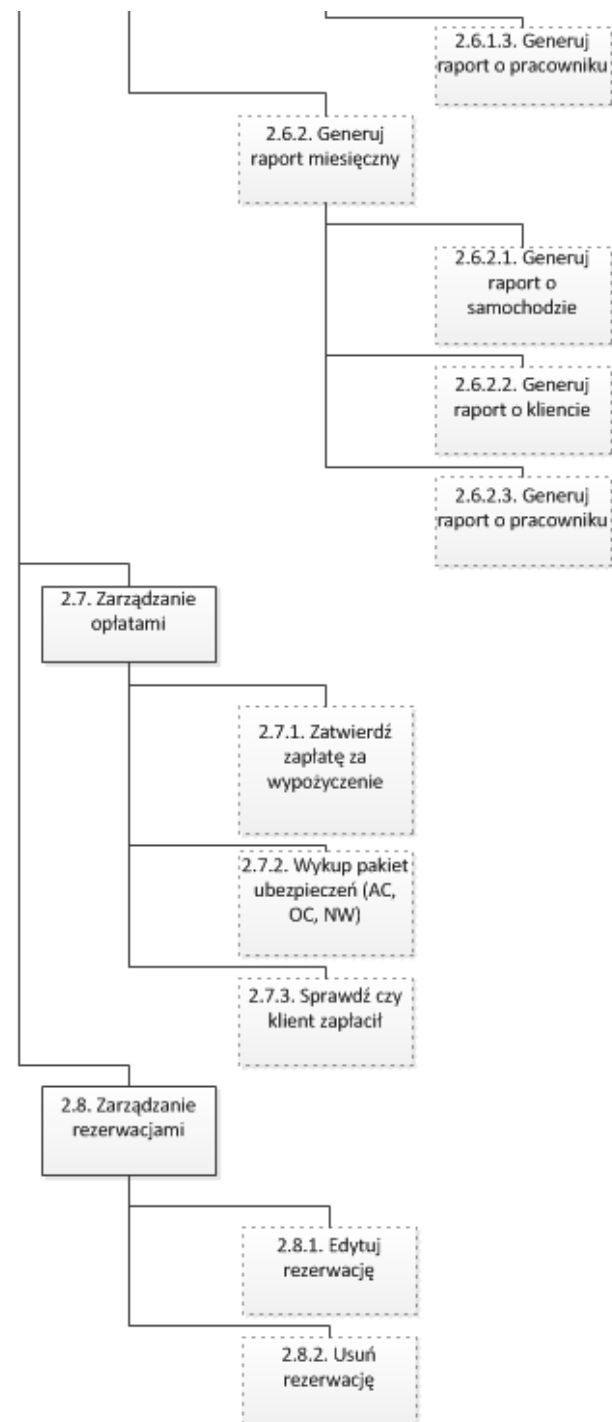 2.6.1.3. Generuj
raport o pracowniku
2.6.2. Generuj
raport miesięczny
2.6.2.1. Generuj
raport o
samochodzie
2.6.2.2. Generuj
raport o kliencie
2.6.2.3. Generuj
raport o pracowniku
2.7. Zarządzanie
opłatami
2.7.1. Zatwierdź
zapłatę za
wypożyczenie
2.7.2. Wykup pakiet
ubezpieczeń (AC,
OC, NW)
2.7.3. Sprawdź czy
klient zapłacił
2.8. Zarządzanie
rezerwacjami
2.8.1. Edytuj
rezerwację
2.8.2. Usuń
rezerwację